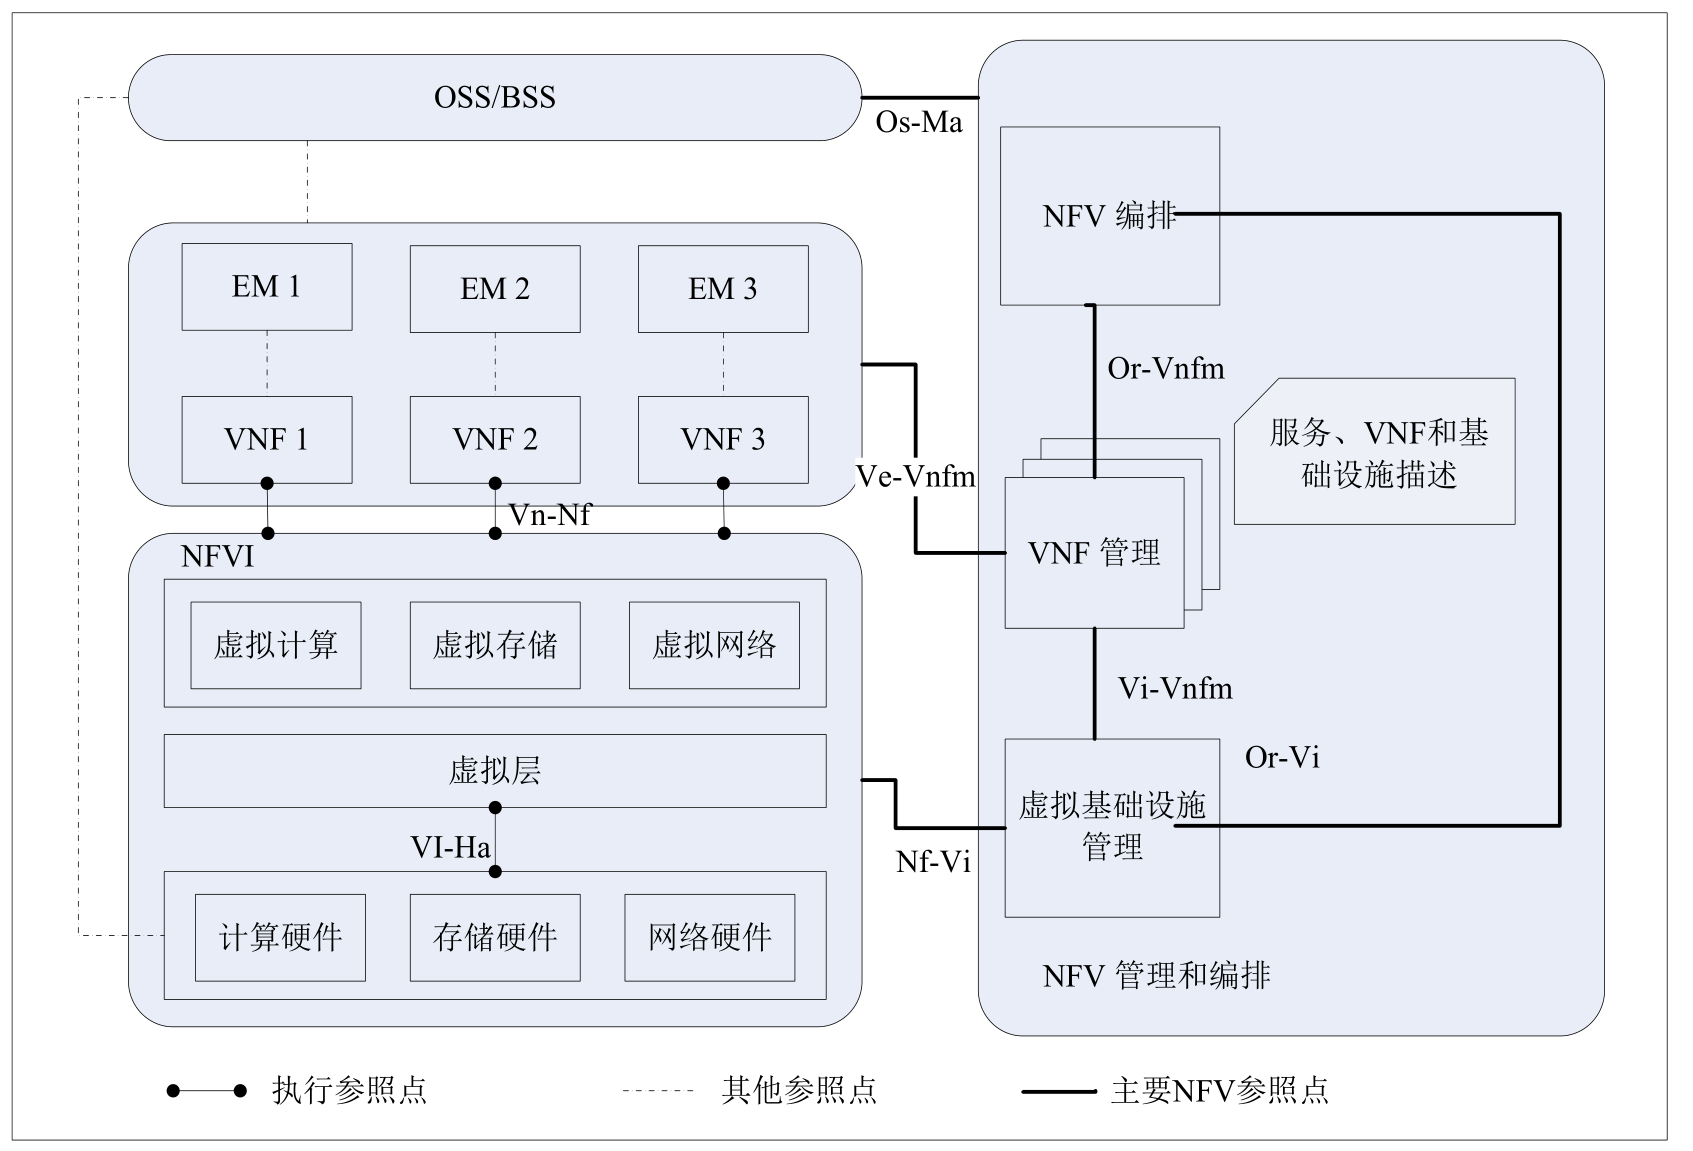 OSS/BSS
Os-Ma
EM 1
EM 2
EM 3
VNF 1
VNF 2
VNF 3
Vn-Nf
NFVI
虚拟计算
虚拟存储
虚拟网络
虚拟层
VI-Ha
计算硬件
存储硬件
网络硬件
Ve-Vnfm
Nf-Vi
NFV 编排
Or-Vnfm
服务、VNF和基
础设施描述
VNF 管理
Vi-Vnfm
Or-Vi
虚拟基础设施
管理
NFV 管理和编排
执行参照点
其他参照点
主要NFV参照点